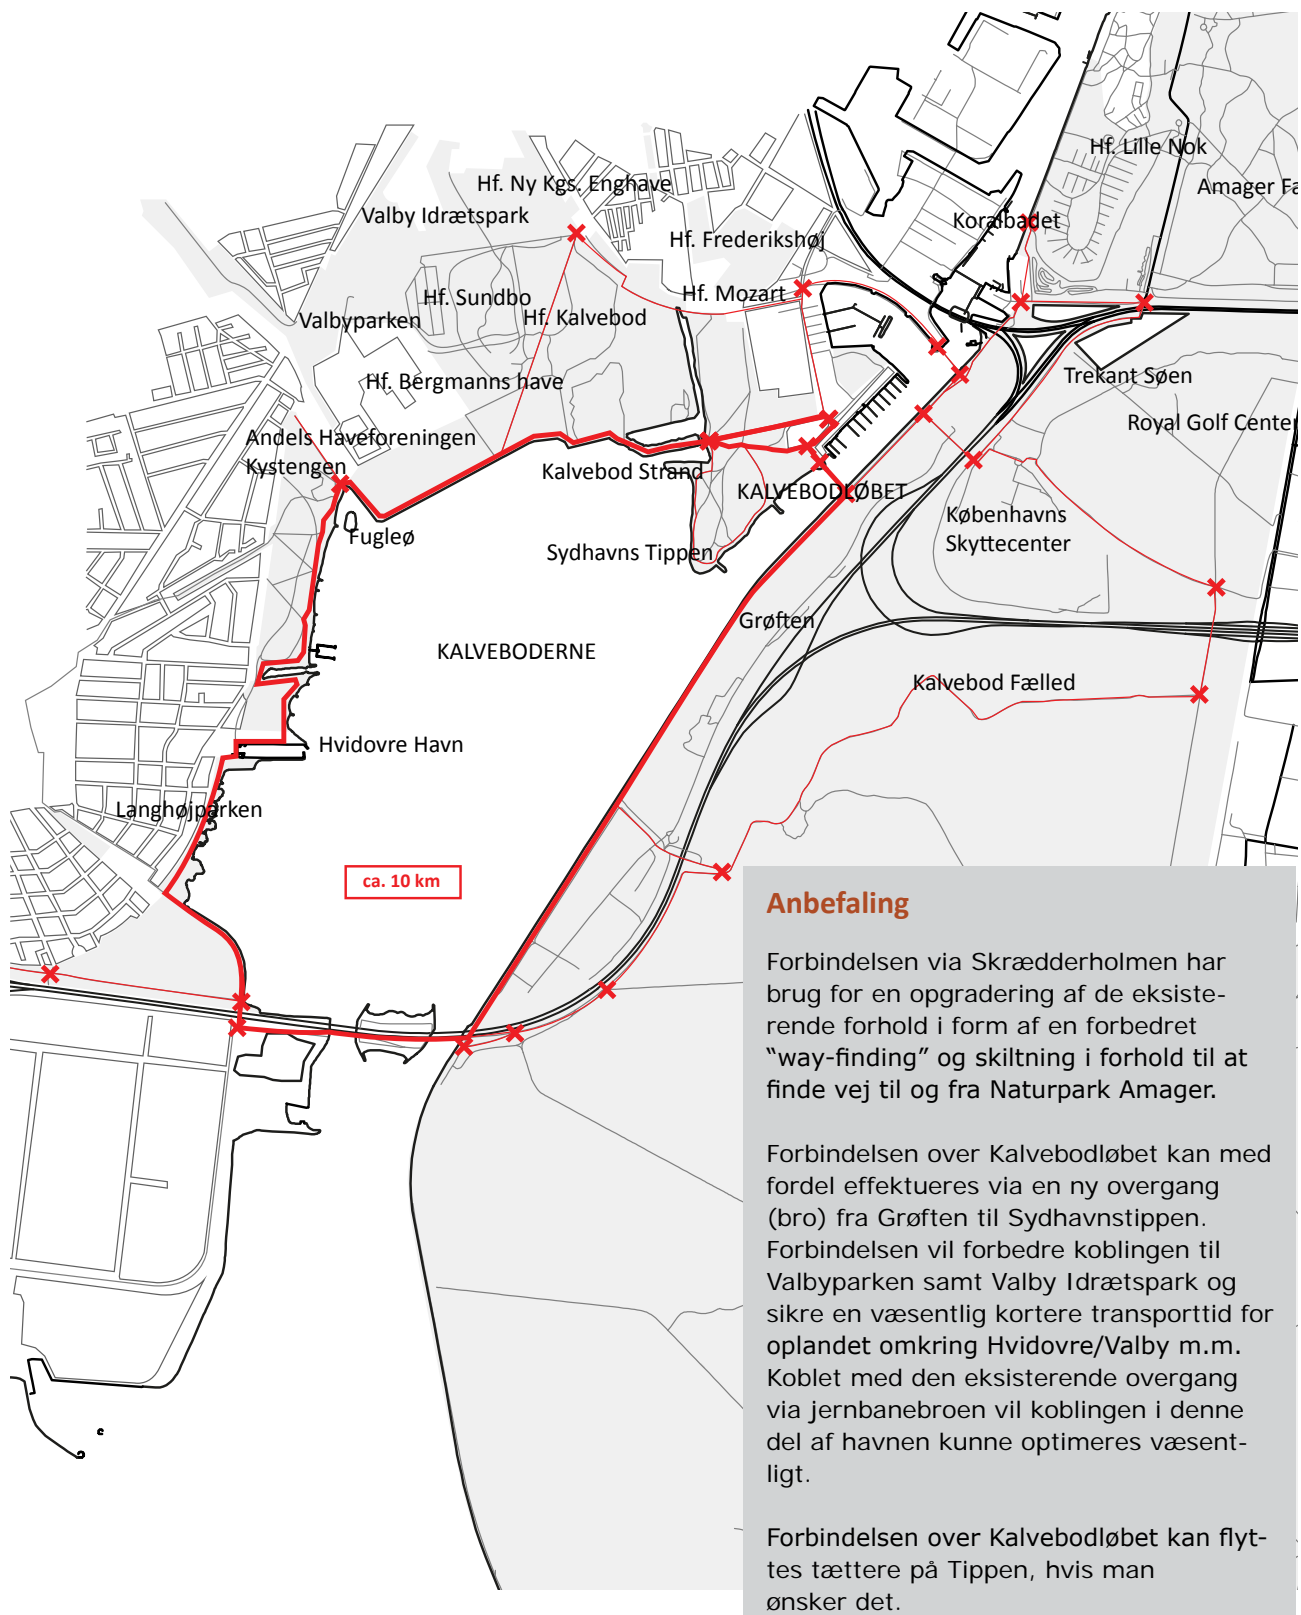 Hf. Lille Nok
Hf. Ny Kgs. Enghave
Amager Fa
Valby Idrætspark
Koralbadet
Hf. Frederikshøj
Hf. Sundbo
Hf. Mozart
Valbyparken
Hf. Kalvebod
Hf. Bergmanns have
Trekant Søen
Royal Golf Center
Andels Haveforeningen
Kystengen
Kalvebod Strand
KALVEBODLØBET
Fugleø
Københavns
Skyttecenter
Sydhavns Tippen
Grøften
KALVEBODERNE
Kalvebod Fælled
Hvidovre Havn
Langhøjparken
ca. 10 km
Anbefaling
Forbindelsen via Skrædderholmen har
brug for en opgradering af de eksiste-
rende forhold i form af en forbedret
“way-finding” og skiltning i forhold til at
finde vej til og fra Naturpark Amager.
Forbindelsen over Kalvebodløbet kan med
fordel effektueres via en ny overgang
(bro) fra Grøften til Sydhavnstippen.
Forbindelsen vil forbedre koblingen til
Valbyparken samt Valby Idrætspark og
sikre en væsentlig kortere transporttid for
oplandet omkring Hvidovre/Valby m.m.
Koblet med den eksisterende overgang
via jernbanebroen vil koblingen i denne
del af havnen kunne optimeres væsent-
ligt.
Forbindelsen over Kalvebodløbet kan flyt-
tes tættere på Tippen, hvis man
ønsker det.